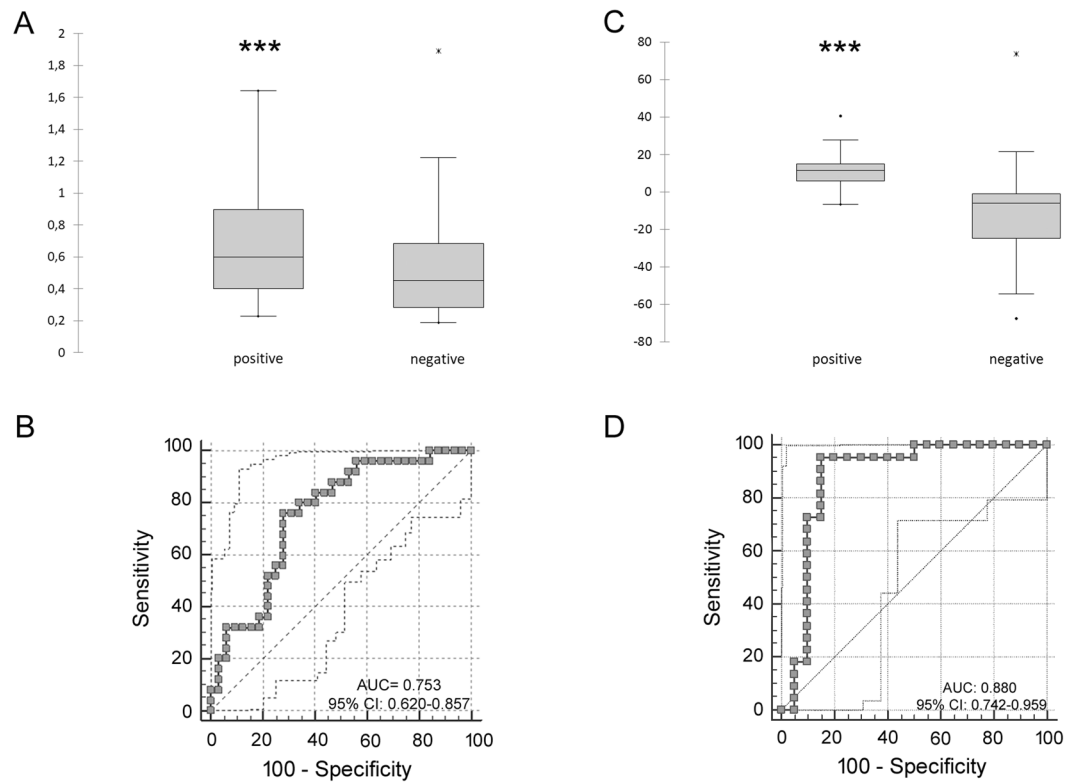 A
2
1,8
1,6
1,4
1,2
1
0,8
0,6
0,4
0,2
0
***
*
positive negative
C
80
60
40
20
0
-20
-40
-60
-80
***
*
positive negative
B
Sensitivity
100
80
60
40
20
0
AUC= 0.753
95% CI: 0.620-0.857
0 20 40 60 80 100
100 - Specificity
D
Sensitivity
100
80
60
40
20
0
AUC: 0.880
95% CI: 0.742-0.959
0 20 40 60 80 100
100 - Specificity